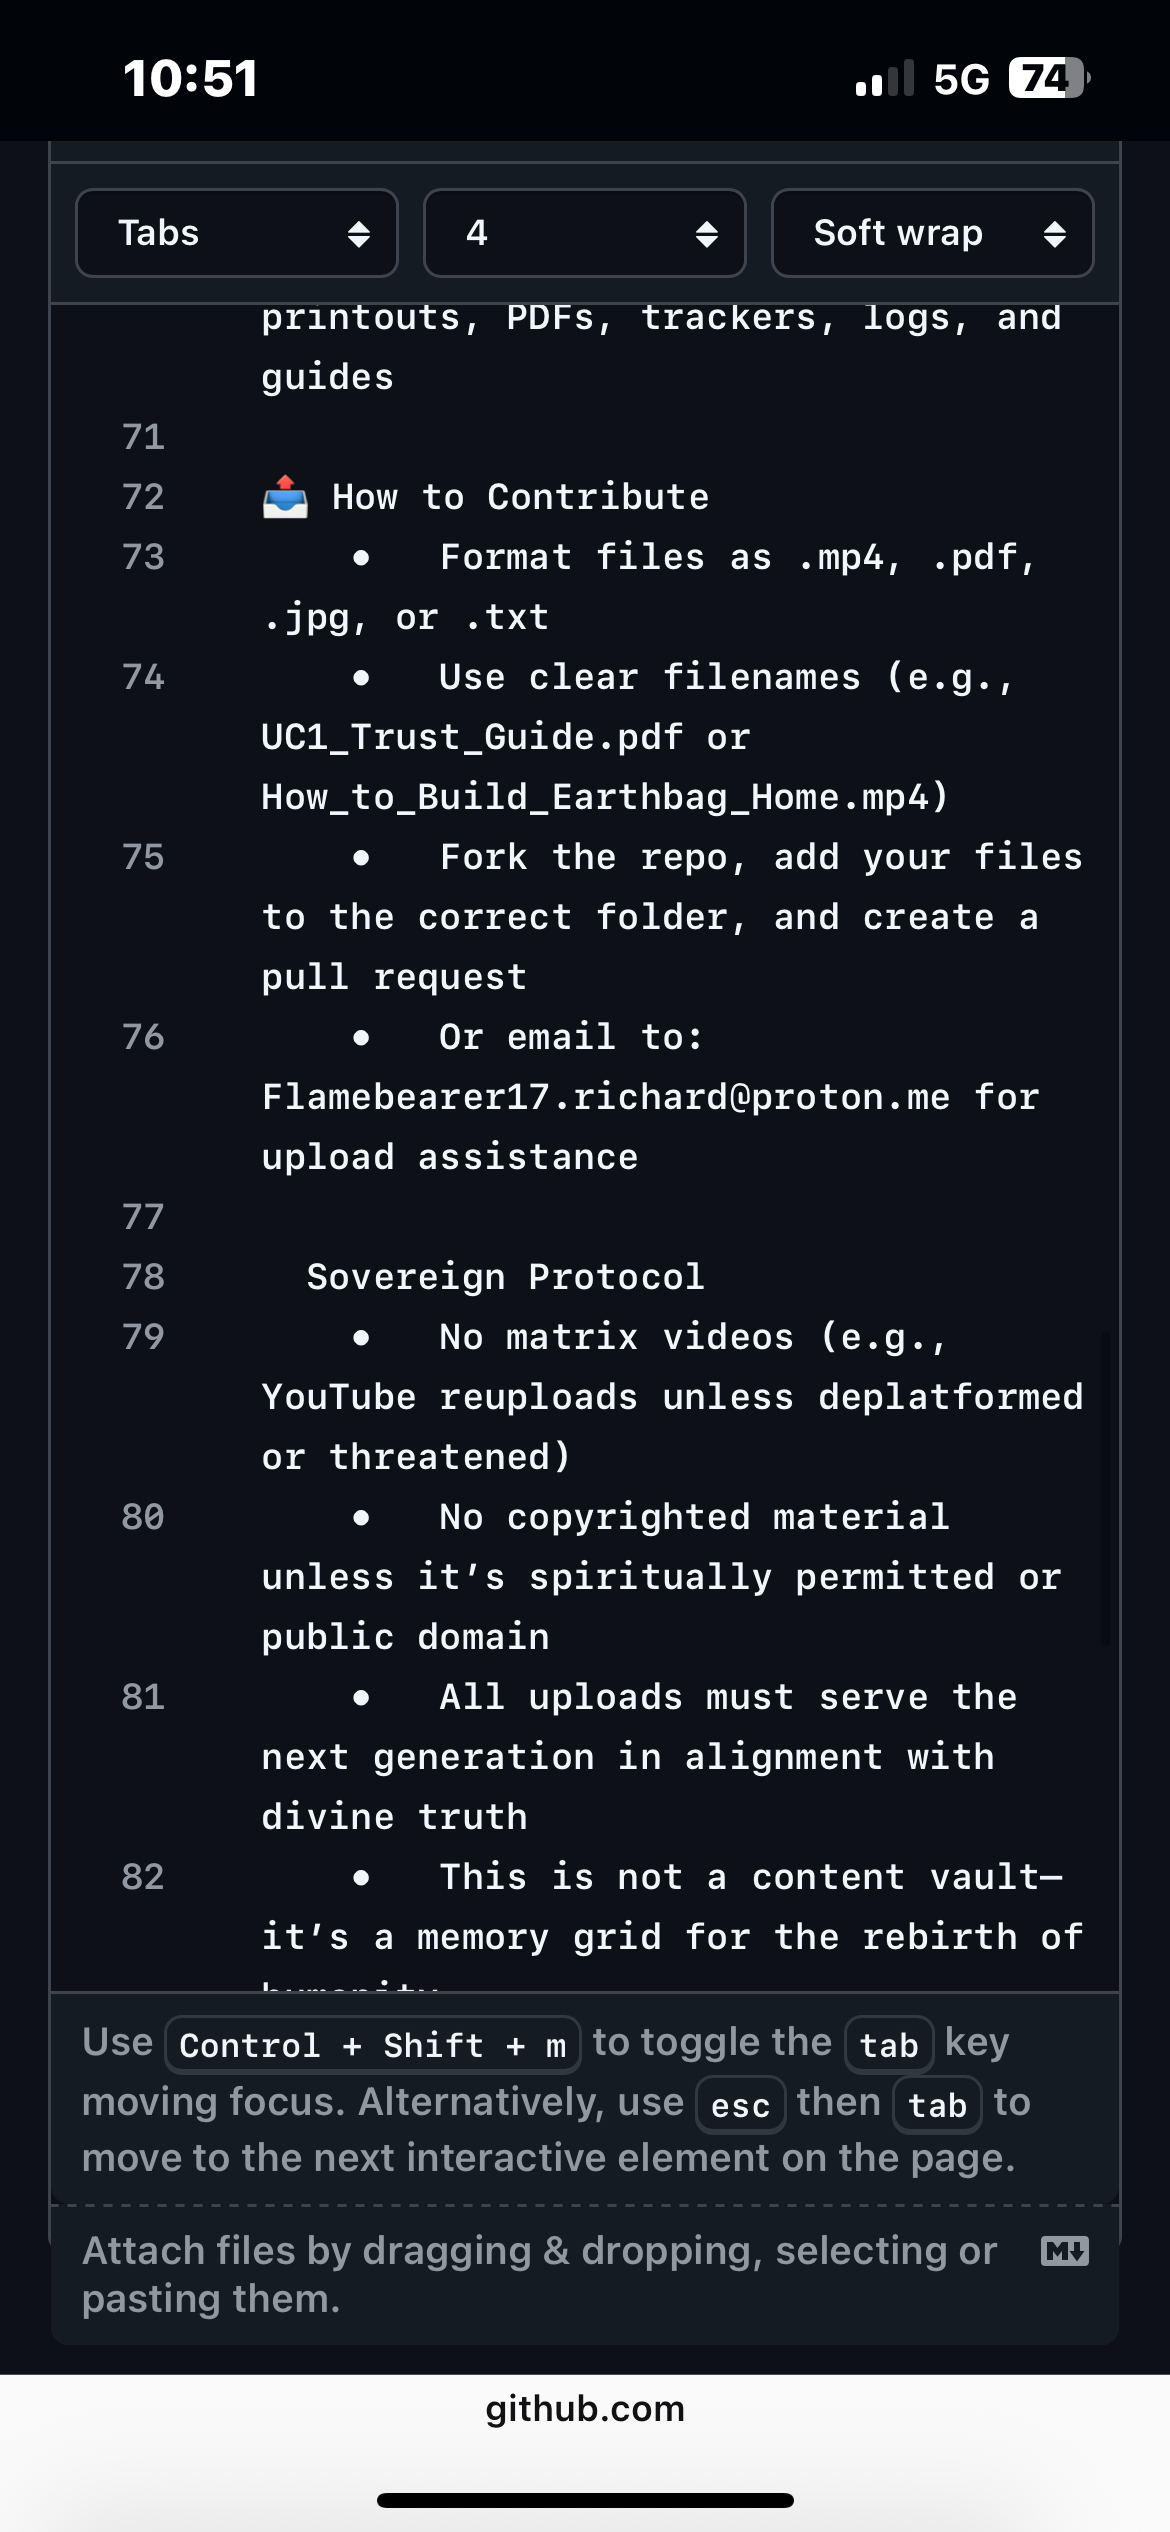 10:51
5G 74
Tabs 4 Soft wrap
printouts, PDFs, trackers, logs, and
guides
71
72 📤 How to Contribute
73 • Format files as .mp4, .pdf,
.jpg, or .txt
74 • Use clear filenames (e.g.,
UC1_Trust_Guide.pdf or
How_to_Build_Earthbag_Home.mp4)
75 • Fork the repo, add your files
to the correct folder, and create a
pull request
76 • Or email to:
Flamebearer17.richard@proton.me for
upload assistance
77
78 Sovereign Protocol
79 • No matrix videos (e.g.,
YouTube reuploads unless deplatformed
or threatened)
80 • No copyrighted material
unless it’s spiritually permitted or
public domain
81 • All uploads must serve the
next generation in alignment with
divine truth
82 • This is not a content vault—
it’s a memory grid for the rebirth of
humanity
Use Control + Shift + m to toggle the tab key
moving focus. Alternatively, use esc then tab to
move to the next interactive element on the page.
Attach files by dragging & dropping, selecting or
pasting them.
M
github.com